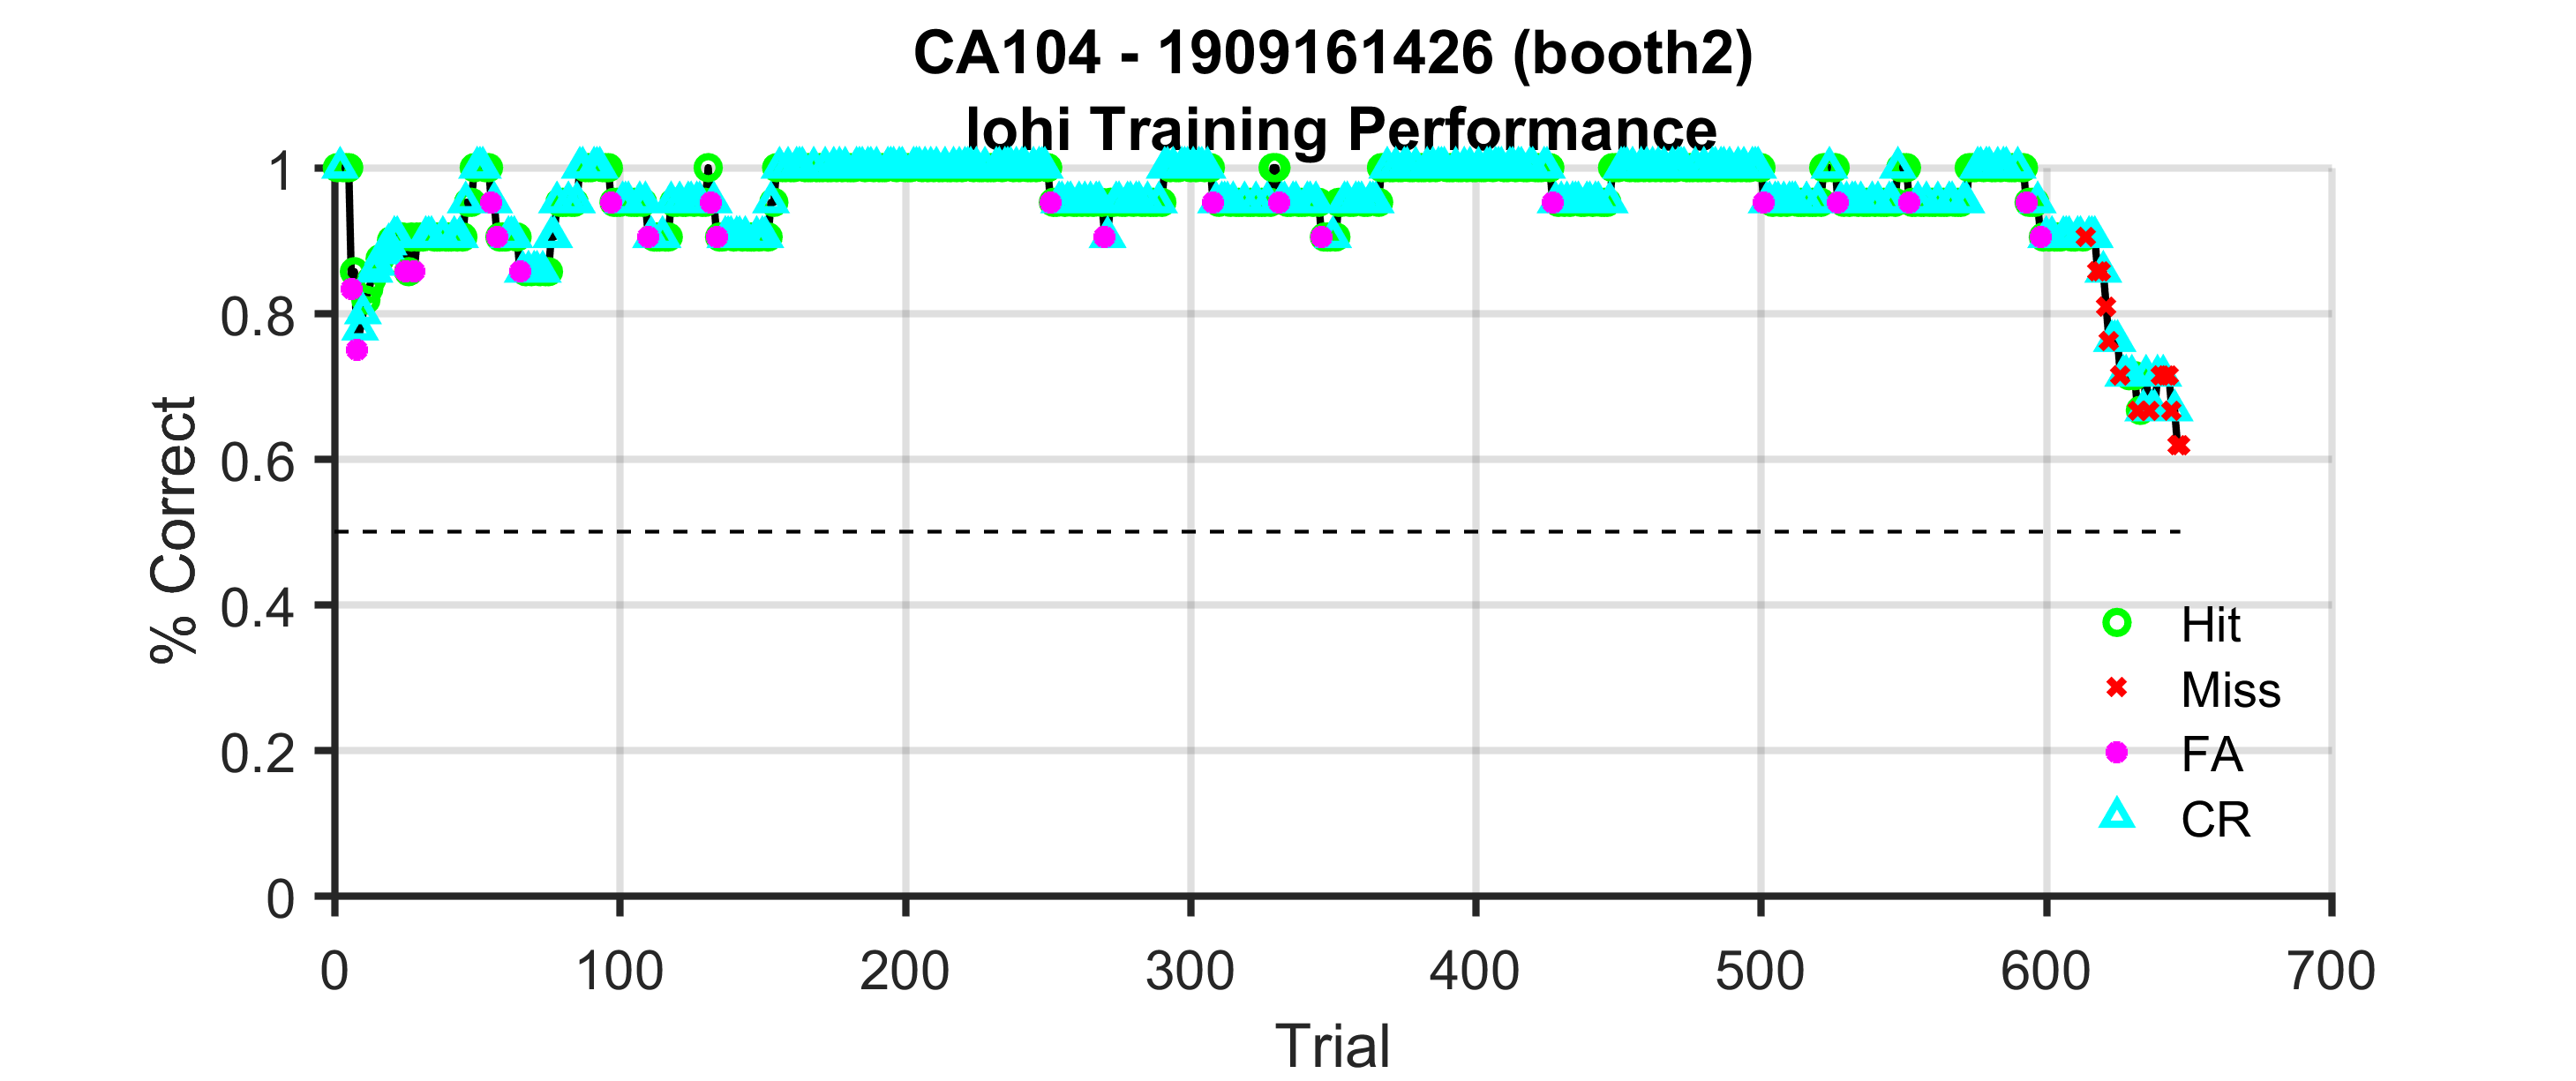 CA104 - 1909161426 (booth2)
lohi Training Performance
1
0.8
0.6
0.4
0.2
0
% Correct
Hit
Miss
FA
CR
0 100 200 300 400 500 600 700
Trial